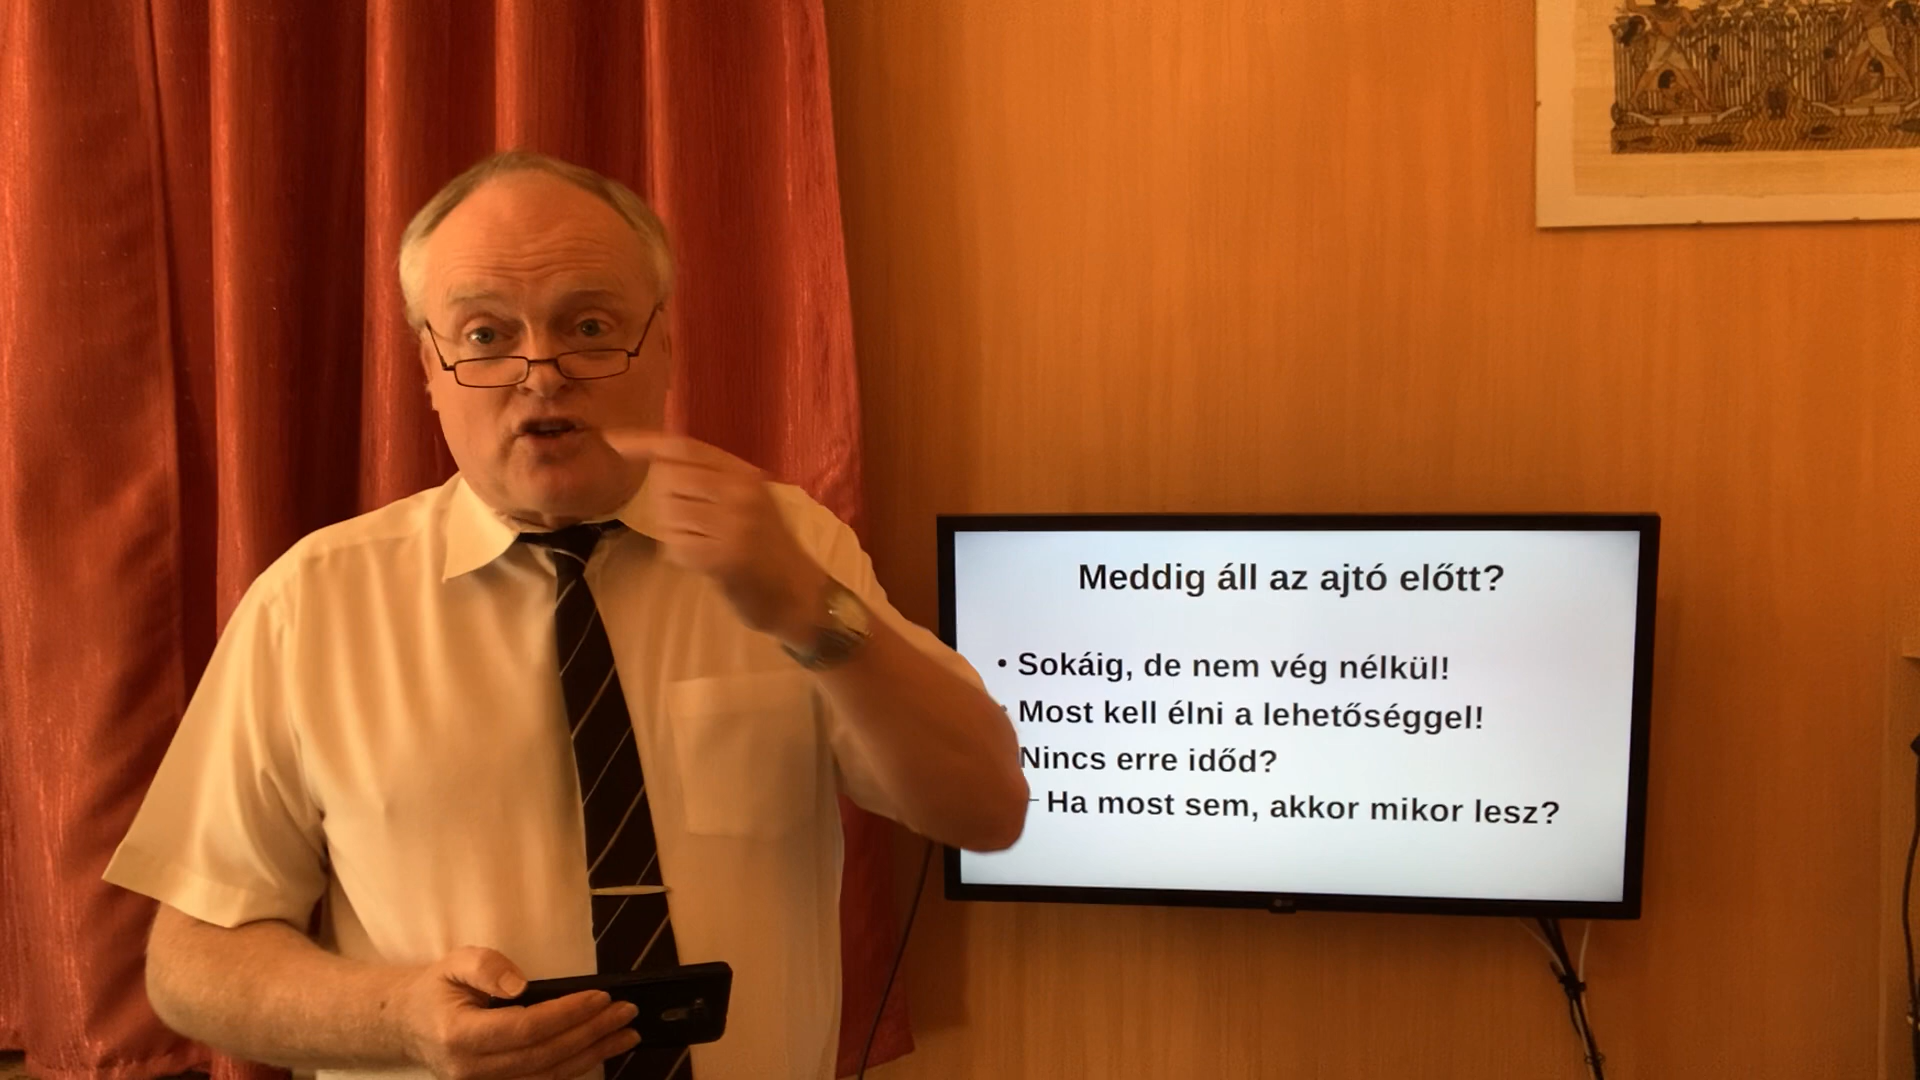 Meddig áll az ajtó előtt?
• Sokáig, de nem vég nélkül!
• Most kell élni a lehetőséggel!
Nincs erre időd?
– Ha most sem, akkor mikor lesz?
LG